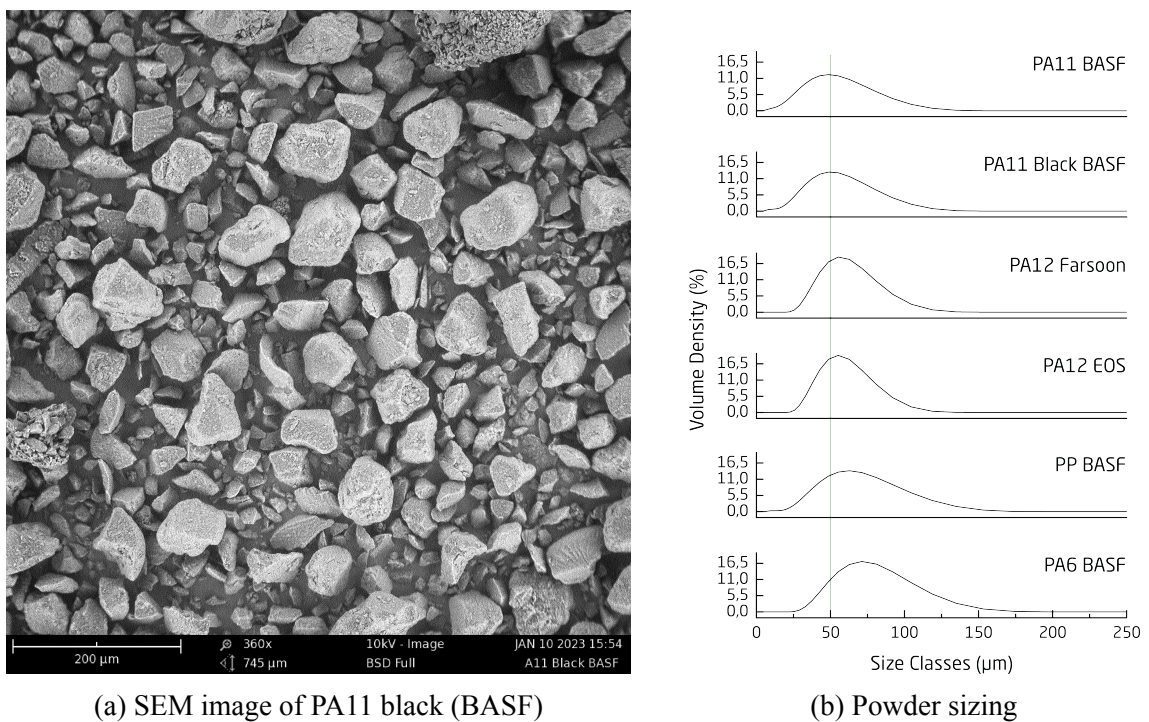 200 µm
360x
745 µm
10kV - Image
BSD Full
JAN 10 2023 15:54
A11 Black BASF
(a) SEM image of PA11 black (BASF)
Volume Density (%)
16,5
11,0
5,5
0,0
PA11 BASF
16,5
11,0
5,5
0,0
PA11 Black BASF
16,5
11,0
5,5
0,0
PA12 Farsoon
16,5
11,0
5,5
0,0
PA12 EOS
16,5
11,0
5,5
0,0
PP BASF
16,5
11,0
5,5
0,0
PA6 BASF
0 50 100 150 200 250
Size Classes (µm)
(b) Powder sizing